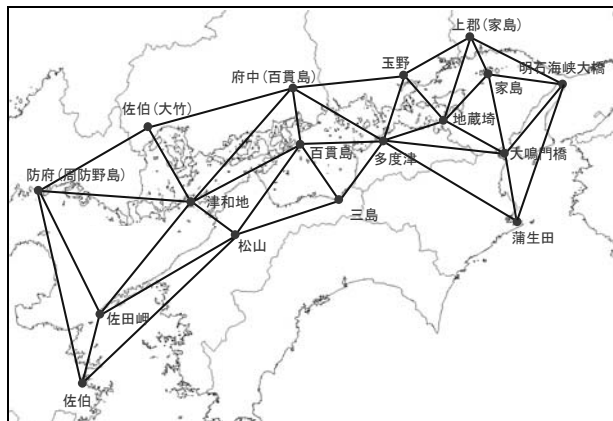 上郡(家島)
玉野
明石海峡大橋
家島
府中(百貫島)
佐伯(大竹)
地蔵埼
百貫島
多度津
大鳴門橋
防府(周防野島)
津和地
三島
蒲生田
松山
佐田岬
佐伯